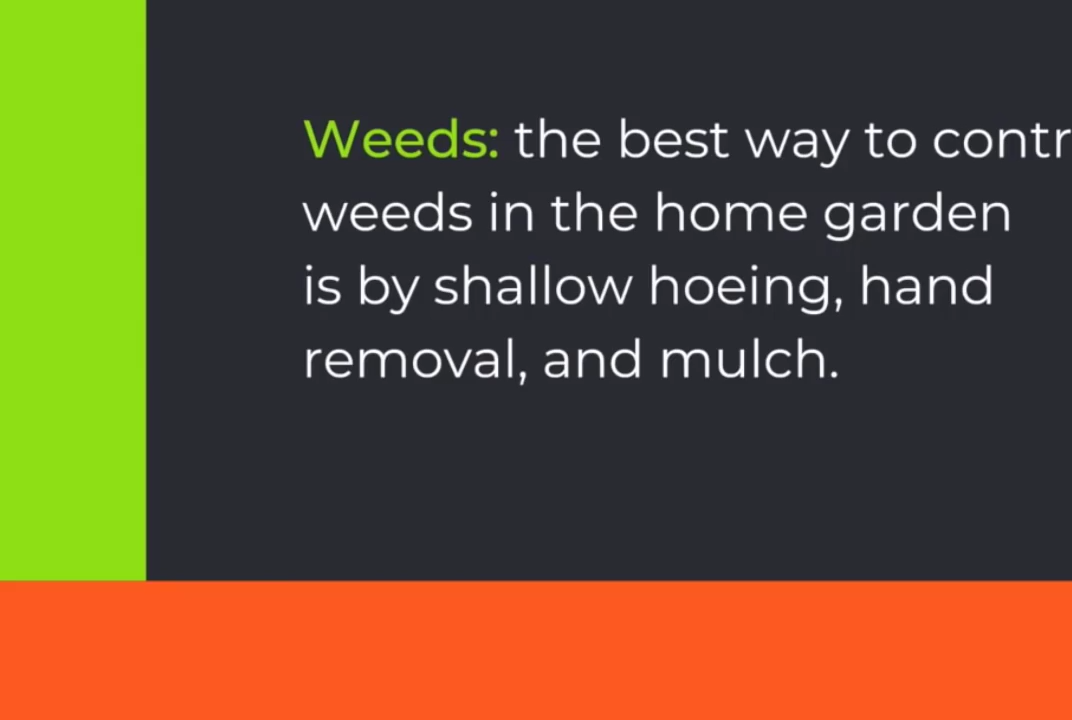 Weeds: the best way to contr
weeds in the home garden
is by shallow hoeing, hand
removal, and mulch.